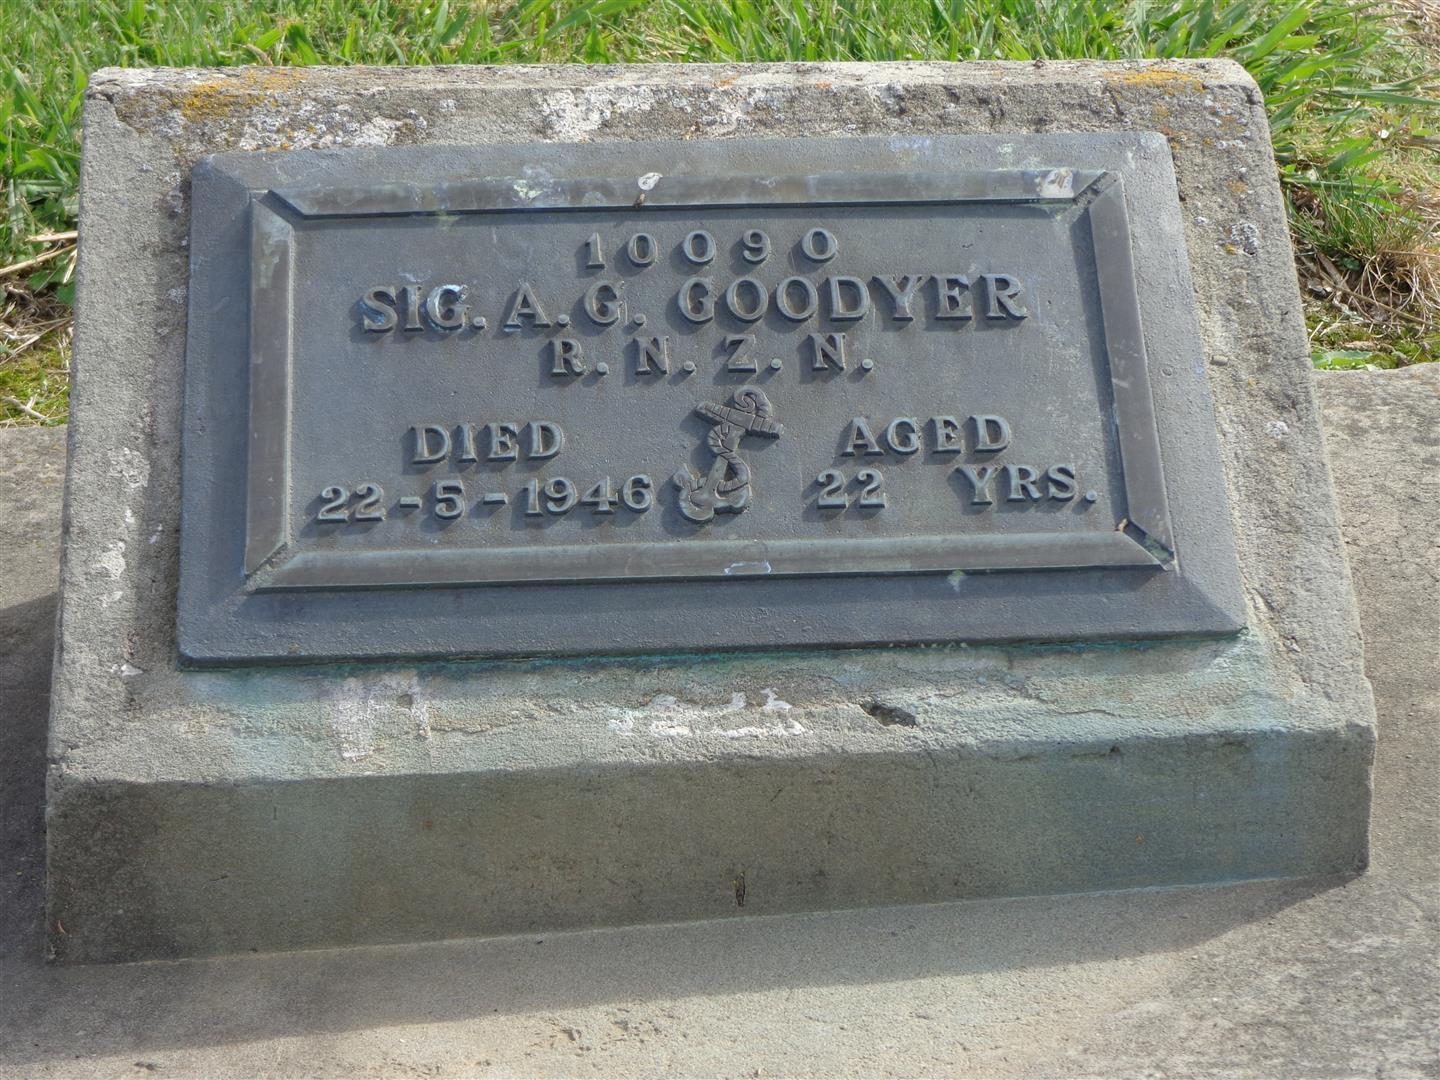 10090
SIG. A. G. GOODYER
R. N. Z. N.
DIED AGED
22-5-1946 22 YRS.